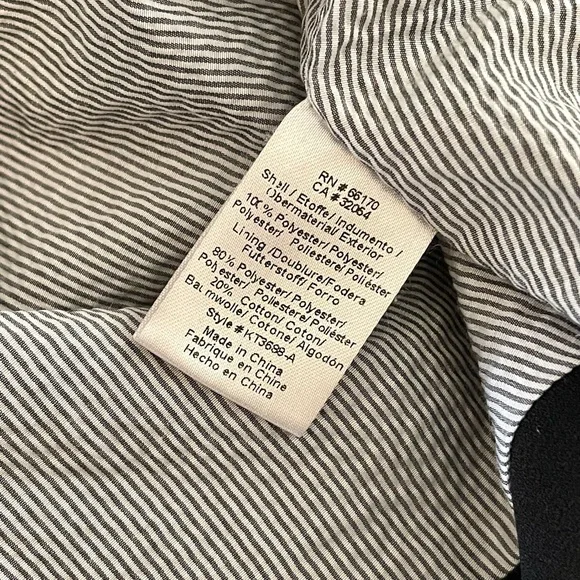 RN # 66170
CA # 32064
Shell / Etoffe / Indumento /
Obermaterial/ Exterior
100% Polyester/ Polyester/
Polyester/ Poliestere/ Poliéster
Lining /Doublure/Fodera
Futterstoff/ Forro
80% Polyester/ Polyester/
Polyester/ Poliestere/ Poliéster
20% Cotton/ Coton/
Baumwolle/ Cotone/ Algodón
Style # KT3698-A
Made in China
Fabrique en Chine
Hecho en China